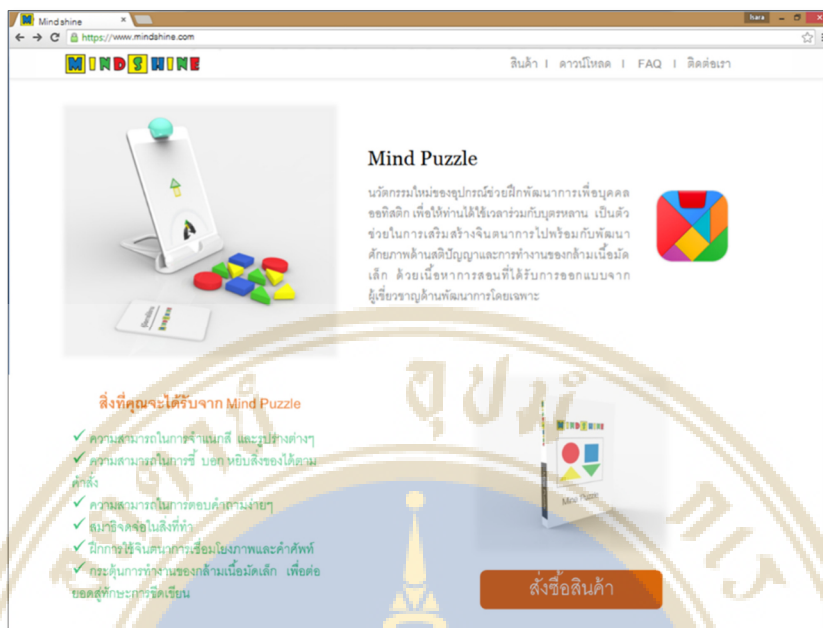 Mindshine
hara
https://www.mindshine.com
MINDSHINE
สินค้า | ดาวน์โหลด | FAQ | ติดต่อเรา
Mind Puzzle
นวัตกรรมใหม่ของอุปกรณ์ช่วยฝึกพัฒนาการเพื่อบุคคล
ออทิสติก เพื่อให้ท่านได้ใช้เวลาร่วมกับบุตรหลาน เป็นตัว
ช่วยในการเสริมสร้างจินตนาการไปพร้อมกับพัฒนา
ศักยภาพด้านสติปัญญาและการทำงานของกล้ามเนื้อมัด
เล็ก ด้วยเนื้อหาการสอนที่ได้รับการออกแบบจาก
ผู้เชี่ยวชาญด้านพัฒนาการโดยเฉพาะ
สิ่งที่คุณจะได้รับจาก Mind Puzzle
✓ ความสามารถในการจำแนกสี และรูปร่างต่างๆ
✓ ความสามารถในการชี้ บอก หยิบสิ่งของได้ตาม
คำสั่ง
✓ ความสามารถในการตอบคำถามง่ายๆ
✓ สมาธิจดจ่อในสิ่งที่ทำ
✓ ฝึกการใช้จินตนาการเชื่อมโยงภาพและคำศัพท์
✓ กระตุ้นการทำงานของกล้ามเนื้อมัดเล็ก เพื่อต่อ
ยอดสู่ทักษะการขีดเขียน
MINDSHINE
Mind Puzzle
สั่งซื้อสินค้า